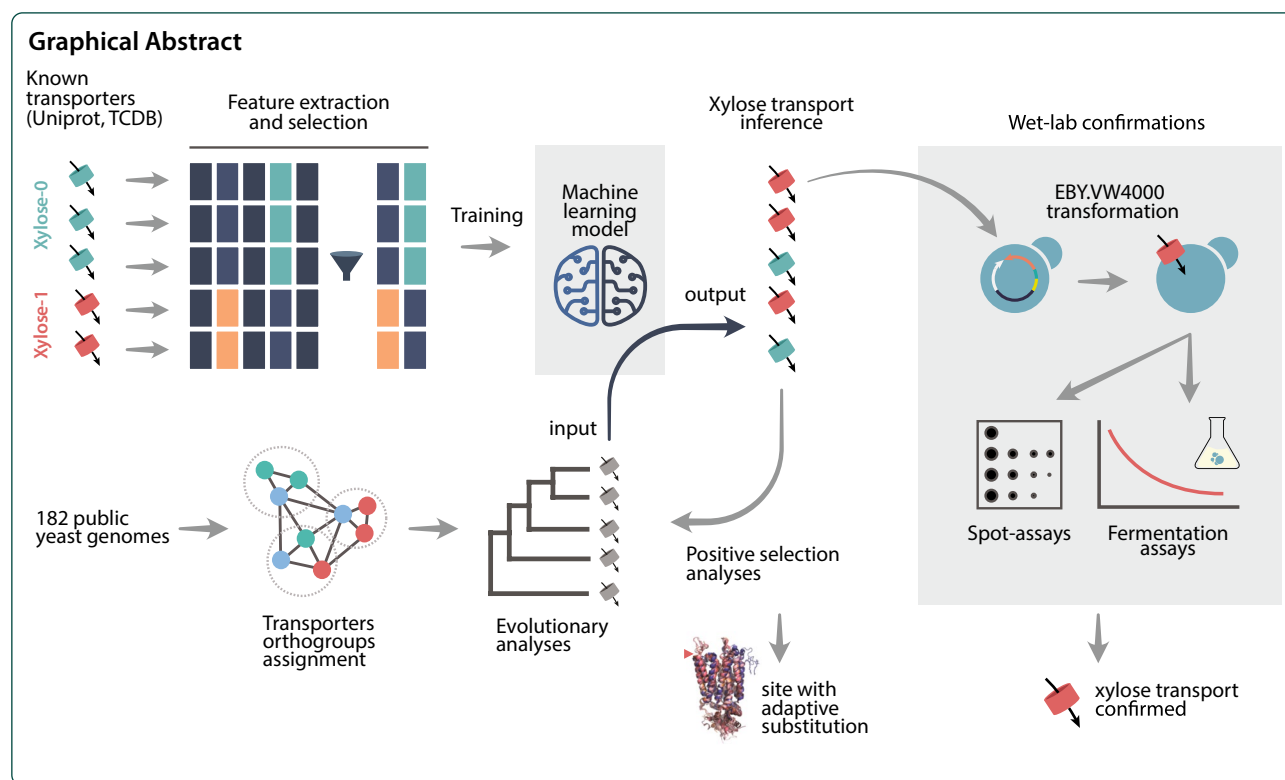 Graphical Abstract
Known
transporters
(Uniprot, TCDB)
Feature extraction
and selection
Xylose-0
Xylose-1
Training
Machine
learning
model
Xylose transport
inference
output
input
Wet-lab confirmations
EBY.VW4000
transformation
Spot-assays
Fermentation
assays
182 public
yeast genomes
Transporters
orthogroups
assignment
Evolutionary
analyses
Positive selection
analyses
site with
adaptive
substitution
xylose transport
confirmed